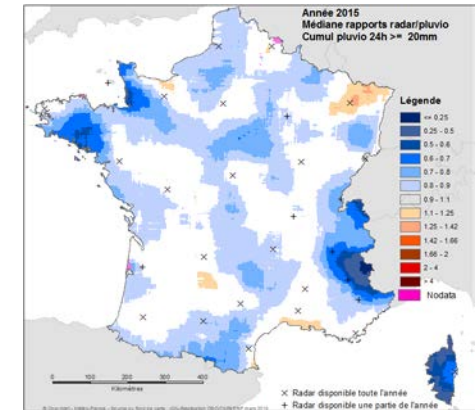 Année 2015
Médiane rapports radar/pluvio
Cumul pluvio 24h >= 20mm
Légende
<= 0.25
0.25 - 0.5
0.5 - 0.6
0.6 - 0.7
0.7 - 0.8
0.8 - 0.9
0.9 - 1.1
1.1 - 1.25
1.25 - 1.42
1.42 - 1.66
1.66 - 2
2 - 4
> 4
Nodata
0 100 200 300 400
Kilomètres
× Radar disponible toute l'année
+ Radar disponible une partie de l'année